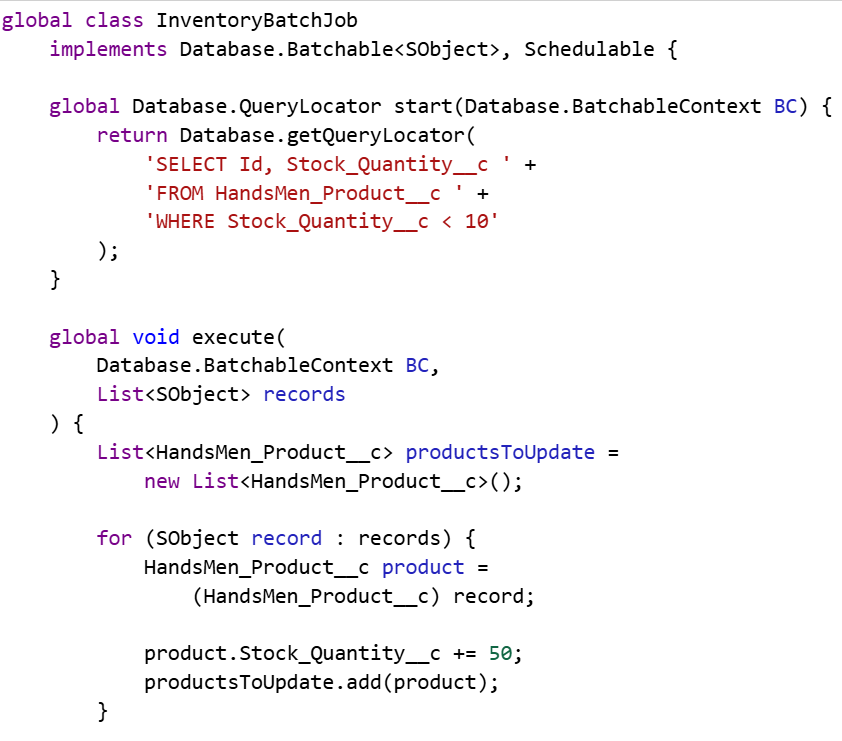 global class InventoryBatchJob
    implements Database.Batchable<SObject>, Schedulable {

    global Database.QueryLocator start(Database.BatchableContext BC) {
        return Database.getQueryLocator(
            'SELECT Id, Stock_Quantity__c ' +
            'FROM HandsMen_Product__c ' +
            'WHERE Stock_Quantity__c < 10'
        );
    }

    global void execute(
        Database.BatchableContext BC,
        List<SObject> records
    ) {
        List<HandsMen_Product__c> productsToUpdate =
            new List<HandsMen_Product__c>();

        for (SObject record : records) {
            HandsMen_Product__c product =
                (HandsMen_Product__c) record;

            product.Stock_Quantity__c += 50;
            productsToUpdate.add(product);
        }